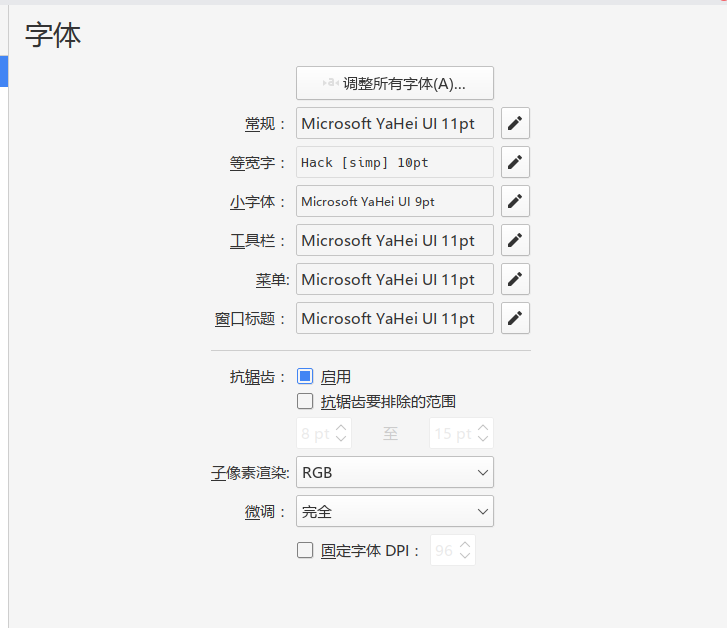 字体
调整所有字体(A)...
常规： Microsoft YaHei UI 11pt
等宽字： Hack [simp] 10pt
小字体： Microsoft YaHei UI 9pt
工具栏： Microsoft YaHei UI 11pt
菜单: Microsoft YaHei UI 11pt
窗口标题： Microsoft YaHei UI 11pt
抗锯齿： 启用
抗锯齿要排除的范围
8 pt 至 15 pt
子像素渲染: RGB
微调： 完全
固定字体 DPI： 96